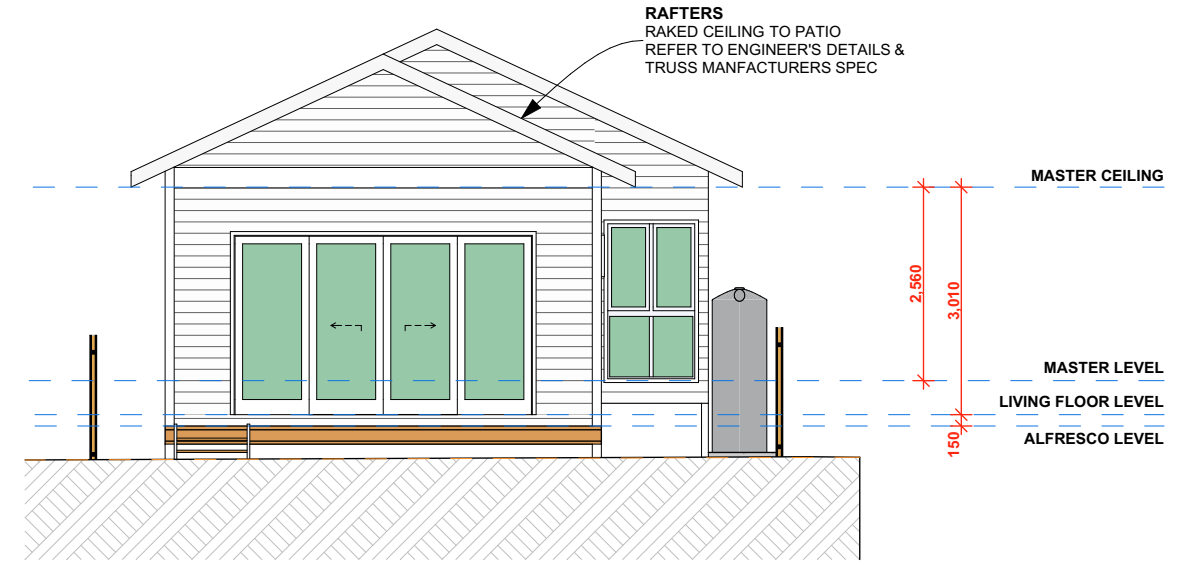 RAFTERS
RAKED CEILING TO PATIO
REFER TO ENGINEER'S DETAILS &
TRUSS MANFACTURERS SPEC
MASTER CEILING
2,560
3,010
MASTER LEVEL
LIVING FLOOR LEVEL
150
ALFRESCO LEVEL